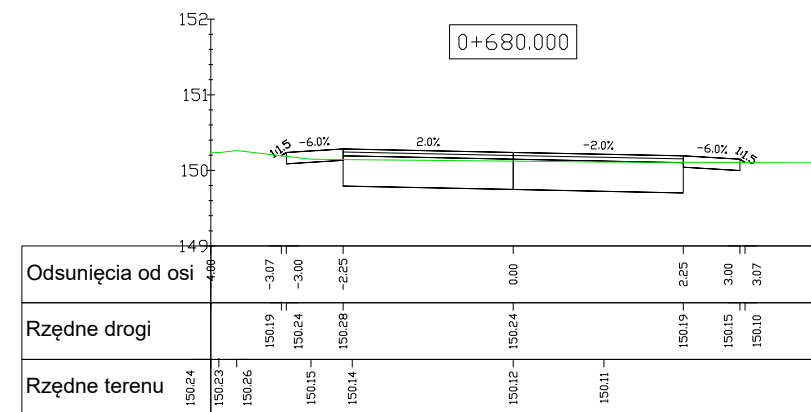 152
0+680.000
151
1:1.5 -6.0% 2.0% -2.0% -6.0% 1:1.5
150
149
Odsunięcia od osi -4.00 -3.07 -3.00 -2.25 0.00 2.25 3.00 3.07
Rzędne drogi 150.19 150.24 150.28 150.24 150.19 150.15 150.10
Rzędne terenu 150.24 150.23 150.26 150.15 150.14 150.12 150.11